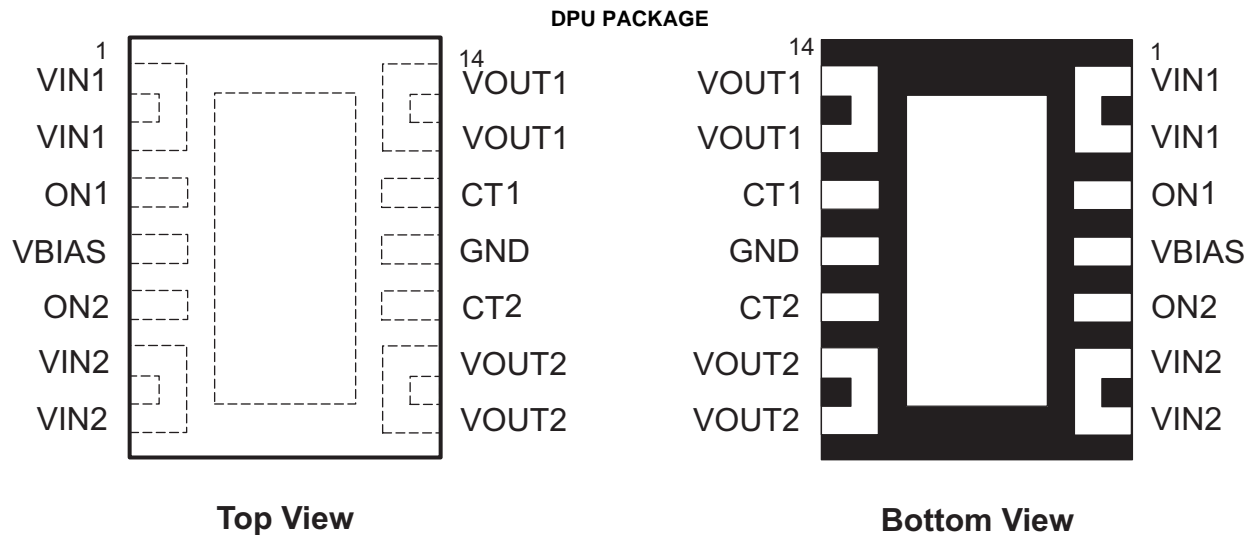 DPU PACKAGE
1
14
VIN1
VOUT1
VIN1
VOUT1
ON1
CT1
VBIAS
GND
ON2
CT2
VIN2
VOUT2
VIN2
VOUT2
Top View
14
1
VOUT1
VIN1
VOUT1
VIN1
CT1
ON1
GND
VBIAS
CT2
ON2
VOUT2
VIN2
VOUT2
VIN2
Bottom View